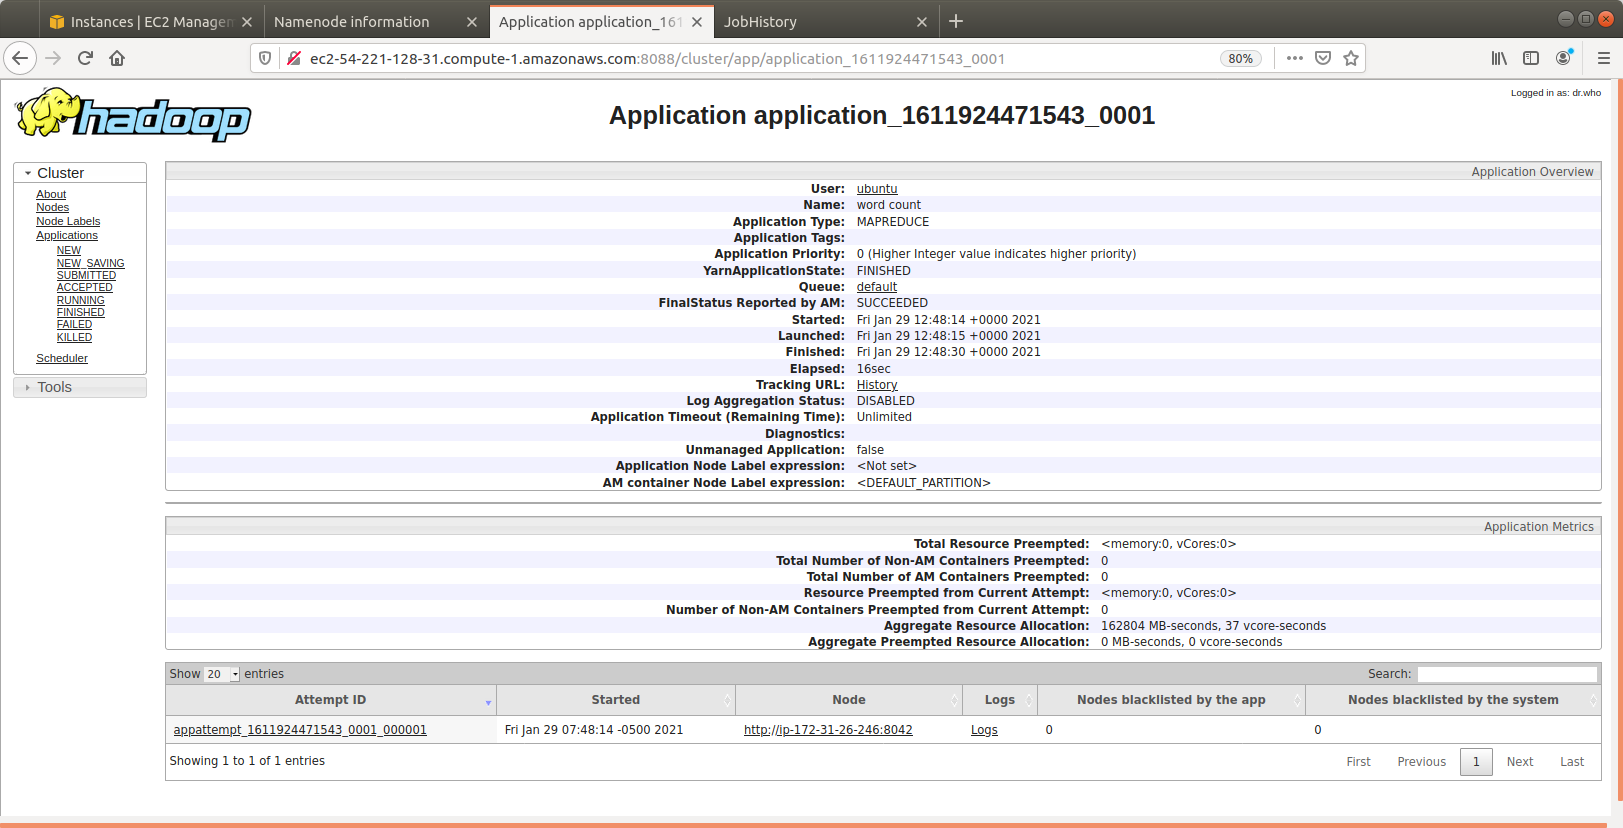 Instances | EC2 Managem
Namenode information
Application application_161
JobHistory
ec2-54-221-128-31.compute-1.amazonaws.com:8088/cluster/app/application_1611924471543_0001
80%
Logged in as: dr.who
hadoop
Application application_1611924471543_0001
Cluster
About
Nodes
Node Labels
Applications
NEW
NEW_SAVING
SUBMITTED
ACCEPTED
RUNNING
FINISHED
FAILED
KILLED
Scheduler
Tools
Application Overview
User: ubuntu
Name: word count
Application Type: MAPREDUCE
Application Tags:
Application Priority: 0 (Higher Integer value indicates higher priority)
YarnApplicationState: FINISHED
Queue: default
FinalStatus Reported by AM: SUCCEEDED
Started: Fri Jan 29 12:48:14 +0000 2021
Launched: Fri Jan 29 12:48:15 +0000 2021
Finished: Fri Jan 29 12:48:30 +0000 2021
Elapsed: 16sec
Tracking URL: History
Log Aggregation Status: DISABLED
Application Timeout (Remaining Time): Unlimited
Diagnostics:
Unmanaged Application: false
Application Node Label expression: <Not set>
AM container Node Label expression: <DEFAULT_PARTITION>
Application Metrics
Total Resource Preempted: <memory:0, vCores:0>
Total Number of Non-AM Containers Preempted: 0
Total Number of AM Containers Preempted: 0
Resource Preempted from Current Attempt: <memory:0, vCores:0>
Number of Non-AM Containers Preempted from Current Attempt: 0
Aggregate Resource Allocation: 162804 MB-seconds, 37 vcore-seconds
Aggregate Preempted Resource Allocation: 0 MB-seconds, 0 vcore-seconds
Show 20 entries Search:
Attempt ID Started Node Logs Nodes blacklisted by the app Nodes blacklisted by the system
appattempt_1611924471543_0001_000001 Fri Jan 29 07:48:14 -0500 2021 http://ip-172-31-26-246:8042 Logs 0 0
Showing 1 to 1 of 1 entries First Previous 1 Next Last